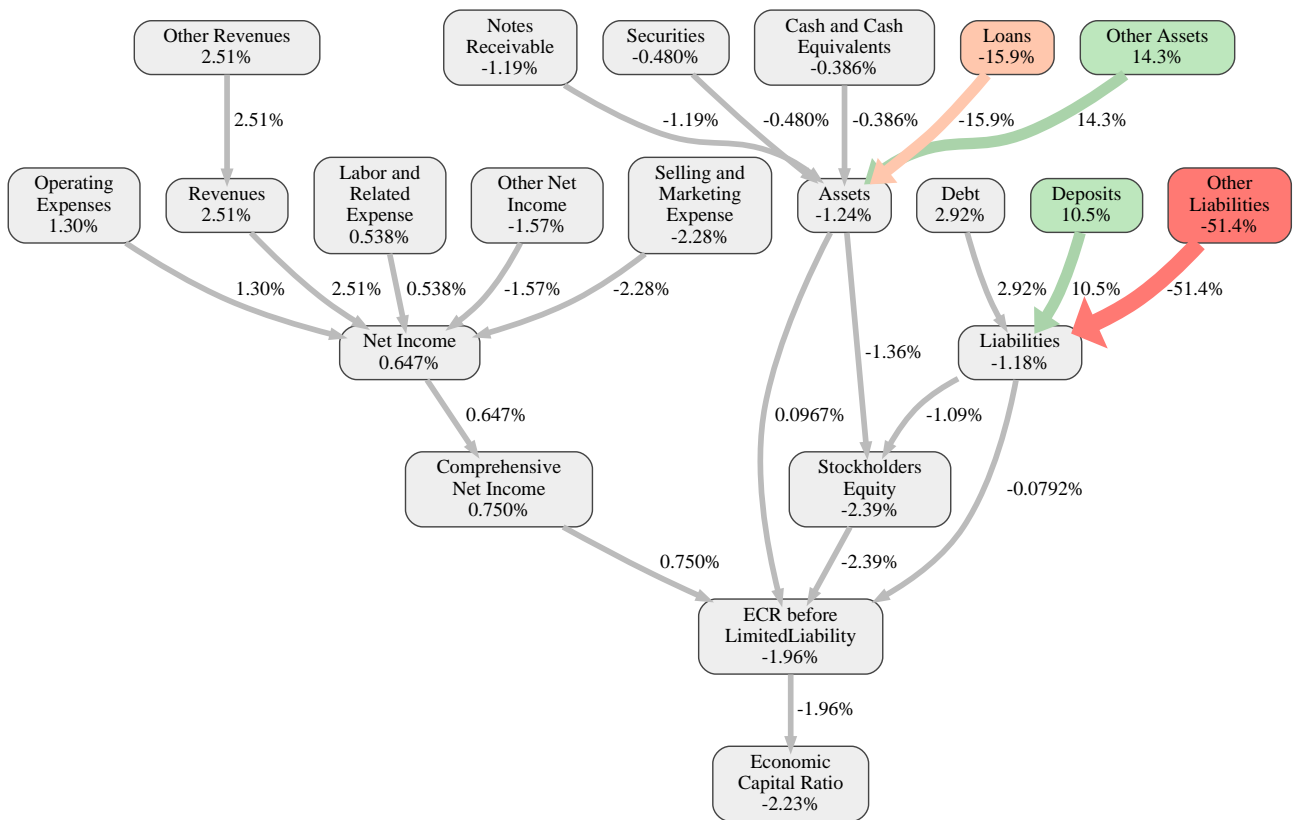 Other Revenues
2.51%
Notes
Receivable
-1.19%
Securities
-0.480%
Cash and Cash
Equivalents
-0.386%
Loans
-15.9%
Other Assets
14.3%
2.51%
-1.19%
-0.480%
-0.386%
-15.9%
14.3%
Operating
Expenses
1.30%
Revenues
2.51%
Labor and
Related
Expense
0.538%
Other Net
Income
-1.57%
Selling and
Marketing
Expense
-2.28%
Assets
-1.24%
Debt
2.92%
Deposits
10.5%
Other
Liabilities
-51.4%
1.30%
2.51%
0.538%
-1.57%
-2.28%
2.92%
10.5%
-51.4%
Net Income
0.647%
Liabilities
-1.18%
-1.36%
0.647%
0.0967%
-1.09%
-0.0792%
Comprehensive
Net Income
0.750%
Stockholders
Equity
-2.39%
0.750%
-2.39%
ECR before
LimitedLiability
-1.96%
-1.96%
Economic
Capital Ratio
-2.23%